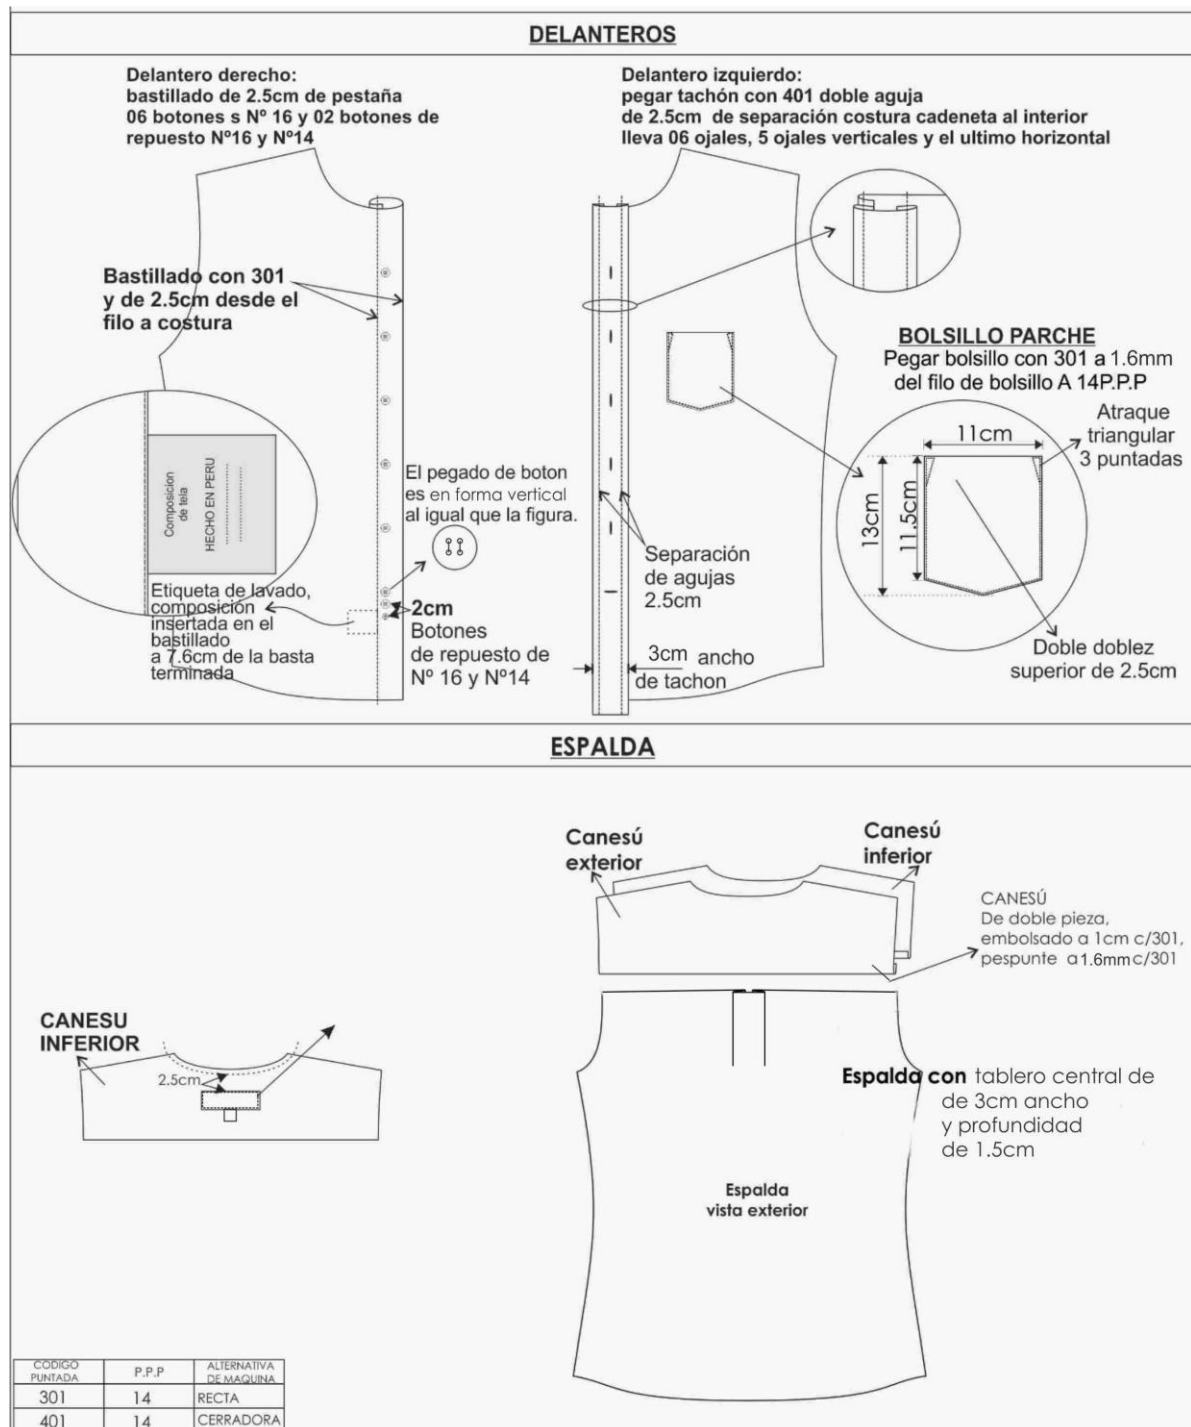 DELANTEROS
Delantero derecho:
bastillado de 2.5cm de pestaña
06 botones s Nº 16 y 02 botones de
repuesto Nº16 y Nº14
Delantero izquierdo:
pegar tachón con 401 doble aguja
de 2.5cm de separación costura cadeneta al interior
lleva 06 ojales, 5 ojales verticales y el ultimo horizontal
Bastillado con 301
y de 2.5cm desde el
filo a costura
BOLSILLO PARCHE
Pegar bolsillo con 301 a 1.6mm
del filo de bolsillo A 14P.P.P
Atraque
triangular
3 puntadas
11cm
13cm
11.5cm
Composicion
de tela
HECHO EN PERU
El pegado de boton
es en forma vertical
al igual que la figura.
Separación
de agujas
2.5cm
Etiqueta de lavado,
composición
insertada en el
bastillado
a 7.6cm de la basta
terminada
2cm
Botones
de repuesto de
Nº 16 y Nº14
3cm ancho
de tachon
Doble doblez
superior de 2.5cm
ESPALDA
Canesú
exterior
Canesú
inferior
CANESÚ
De doble pieza,
embolsado a 1cm c/301,
pespunte a 1.6mm c/301
CANESU
INFERIOR
2.5cm
Espalda con tablero central de
de 3cm ancho
y profundidad
de 1.5cm
Espalda
vista exterior
CODIGO PUNTADA P.P.P ALTERNATIVA DE MAQUINA
301 14 RECTA
401 14 CERRADORA